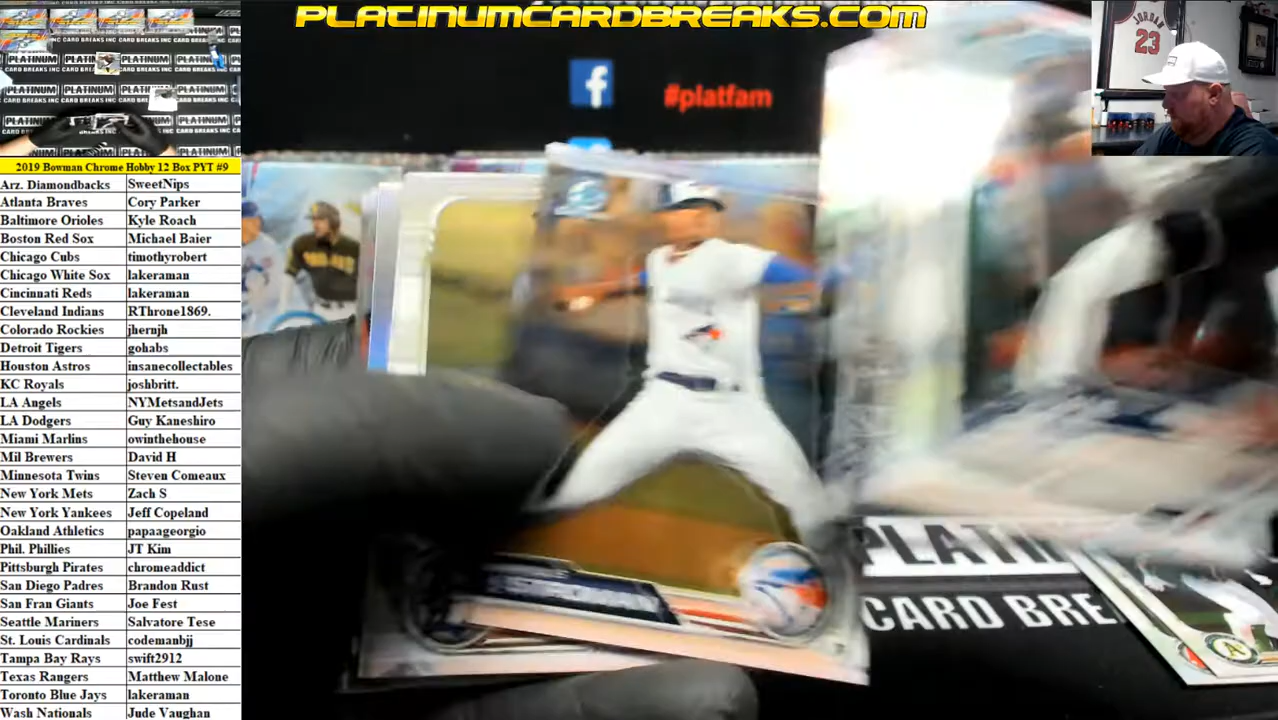 PLATINUMCARDBREAKS.COM
#platfam
JORDAN
23
PLATINUM
CARD BREAKS INC
2019 Bowman Chrome Hobby 12 Box PYT #9
Arz. Diamondbacks SweetNips
Atlanta Braves Cory Parker
Baltimore Orioles Kyle Roach
Boston Red Sox Michael Baier
Chicago Cubs timothyrobert
Chicago White Sox lakeraman
Cincinnati Reds lakeraman
Cleveland Indians RThrone1869.
Colorado Rockies jhernjh
Detroit Tigers gohabs
Houston Astros insanecollectables
KC Royals joshbritt.
LA Angels NYMetsandJets
LA Dodgers Guy Kaneshiro
Miami Marlins owinthehouse
Mil Brewers David H
Minnesota Twins Steven Comeaux
New York Mets Zach S
New York Yankees Jeff Copeland
Oakland Athletics papaageorgio
Phil. Phillies JT Kim
Pittsburgh Pirates chromeaddict
San Diego Padres Brandon Rust
San Fran Giants Joe Fest
Seattle Mariners Salvatore Tese
St. Louis Cardinals codemanbjj
Tampa Bay Rays swift2912
Texas Rangers Matthew Malone
Toronto Blue Jays lakeraman
Wash Nationals Jude Vaughan
PADRES
PLATIN
CARD BRE